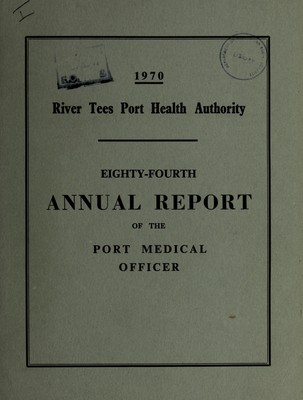 1970
River Tees Port Health Authority
EIGHTY-FOURTH
ANNUAL REPORT
OF THE
PORT MEDICAL
OFFICER